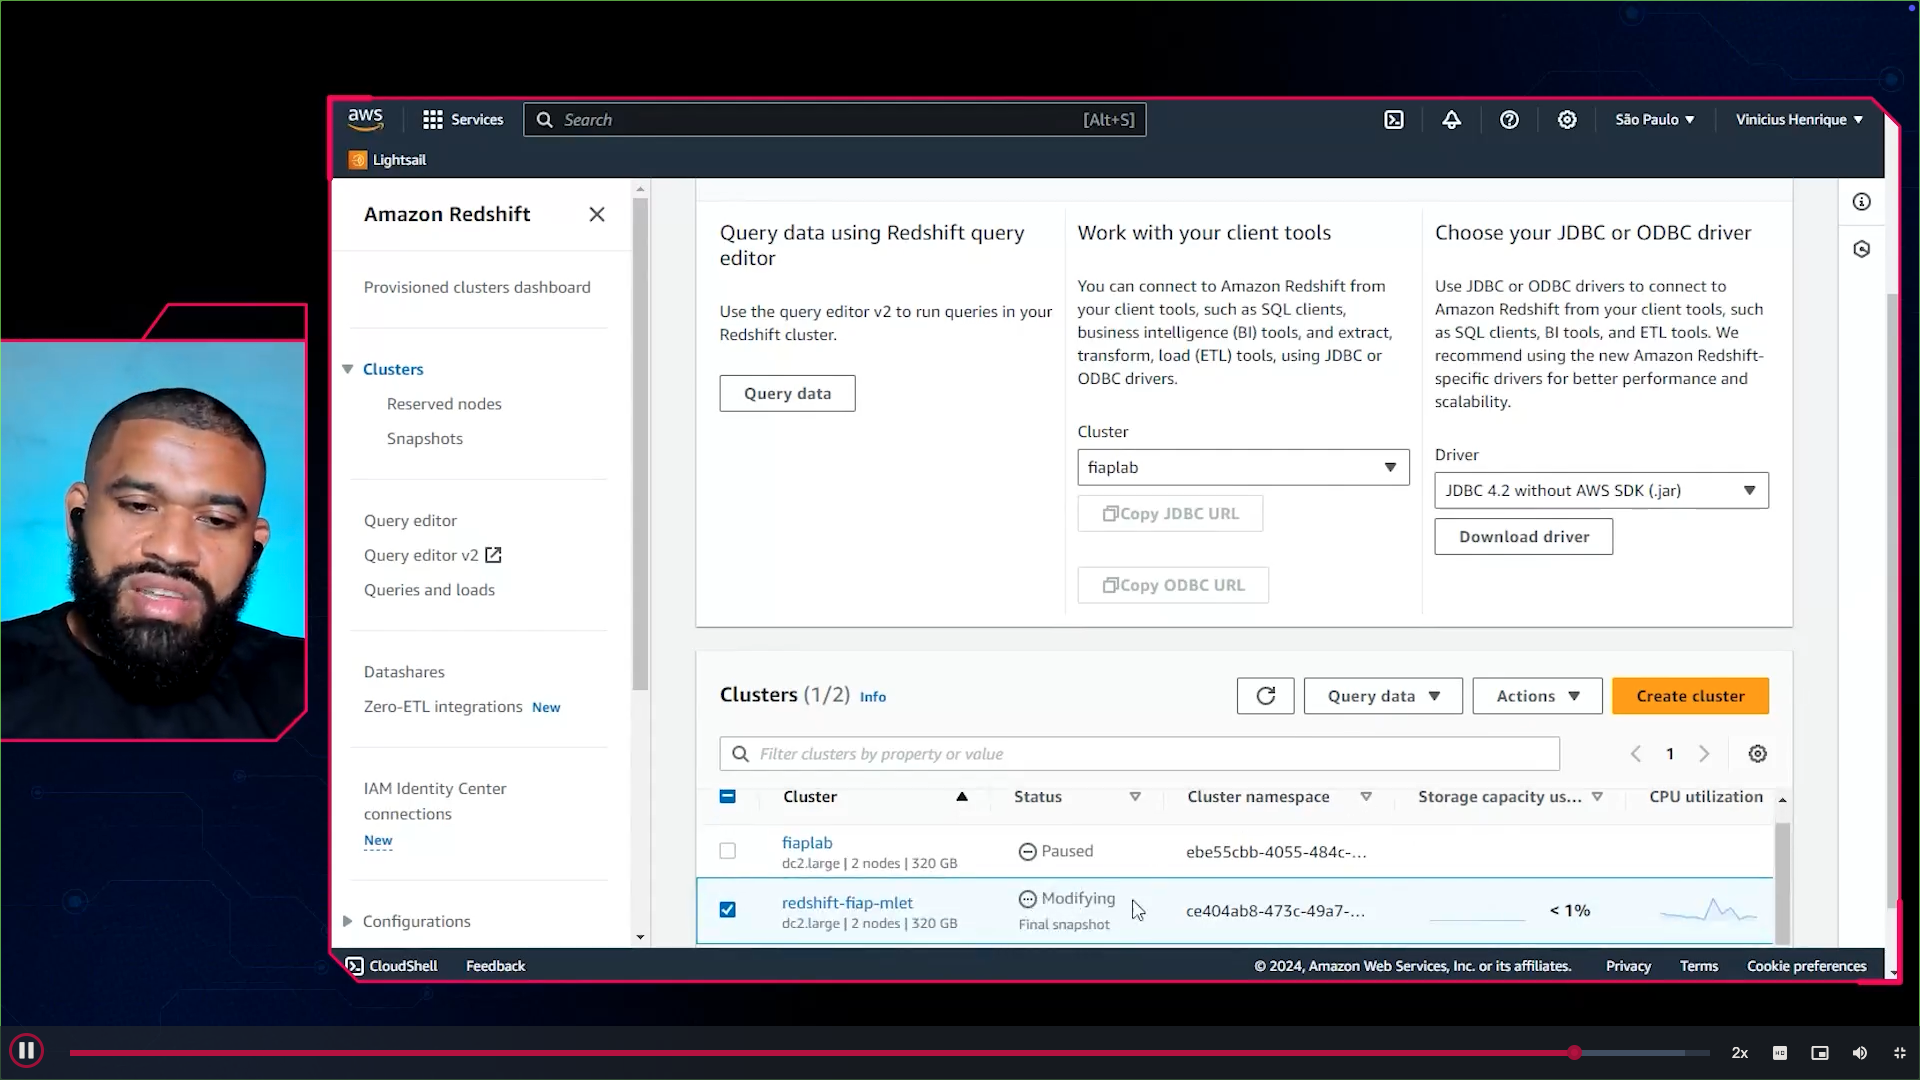 aws
Services
Search
[Alt+S]
São Paulo
Vinicius Henrique
Lightsail
Amazon Redshift
Provisioned clusters dashboard
Clusters
Reserved nodes
Snapshots
Query editor
Query editor v2
Queries and loads
Datashares
Zero-ETL integrations New
IAM Identity Center
connections
New
Configurations
Query data using Redshift query
editor
Use the query editor v2 to run queries in your
Redshift cluster.
Query data
Work with your client tools
You can connect to Amazon Redshift from
your client tools, such as SQL clients,
business intelligence (BI) tools, and extract,
transform, load (ETL) tools, using JDBC or
ODBC drivers.
Cluster
fiaplab
Copy JDBC URL
Copy ODBC URL
Choose your JDBC or ODBC driver
Use JDBC or ODBC drivers to connect to
Amazon Redshift from your client tools, such
as SQL clients, BI tools, and ETL tools. We
recommend using the new Amazon Redshift-
specific drivers for better performance and
scalability.
Driver
JDBC 4.2 without AWS SDK (.jar)
Download driver
Clusters (1/2) Info
Query data
Actions
Create cluster
Filter clusters by property or value
1
Cluster
Status
Cluster namespace
Storage capacity us...
CPU utilization
fiaplab
dc2.large | 2 nodes | 320 GB
Paused
ebe55cbb-4055-484c-...
redshift-fiap-mlet
dc2.large | 2 nodes | 320 GB
Modifying
Final snapshot
ce404ab8-473c-49a7-...
< 1%
CloudShell
Feedback
© 2024, Amazon Web Services, Inc. or its affiliates.
Privacy
Terms
Cookie preferences
2x
HD